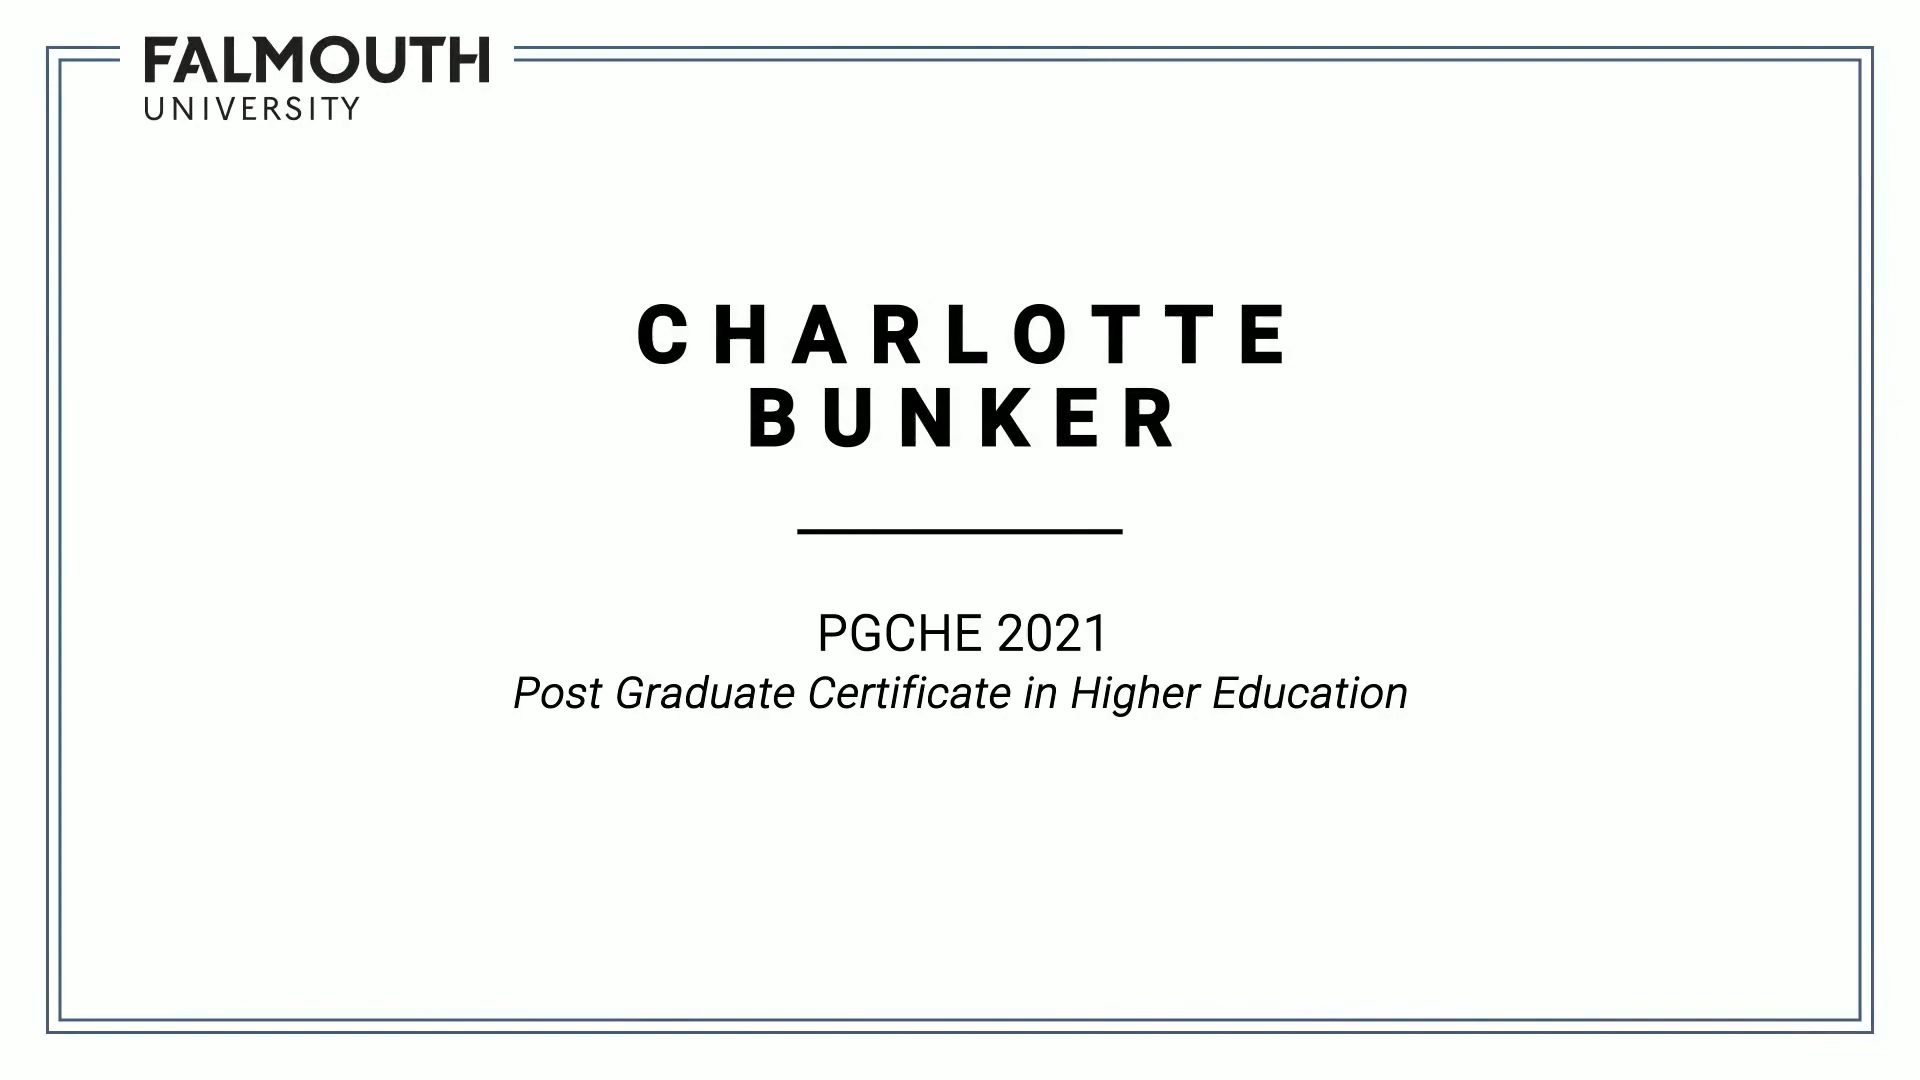 FALMOUTH
UNIVERSITY
CHARLOTTE
BUNKER
PGCHE 2021
Post Graduate Certificate in Higher Education